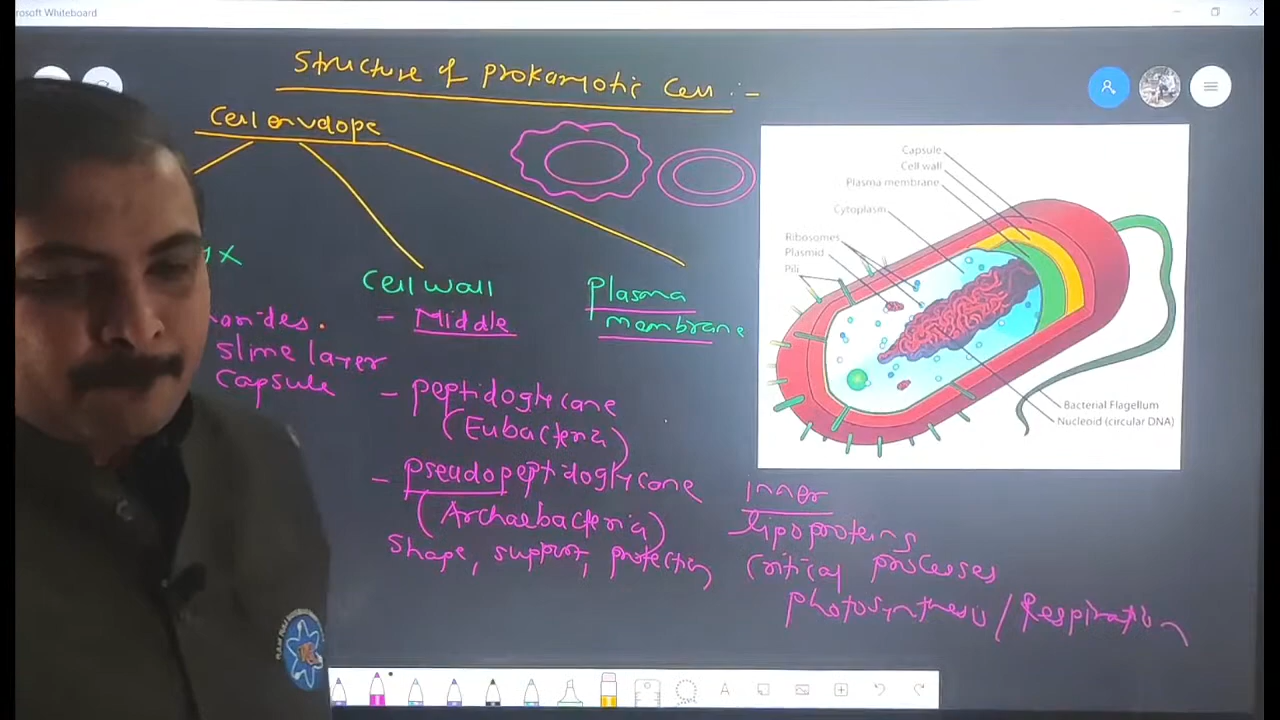 rosoft Whiteboard
Structure of prokaryotic Cell :-
Cell envelope
Cell wall
- Middle
Plasma
membrane
slime layer
Capsule
- peptidoglycane
(Eubacteria)
- pseudopeptidoglycane
(Archaebacteria)
Shape, support, protection
inner
lipoproteins
Critical processes
photosynthesis / Respiration
Capsule
Cell wall
Plasma membrane
Cytoplasm
Ribosomes
Plasmid
Pili
Bacterial Flagellum
Nucleoid (circular DNA)